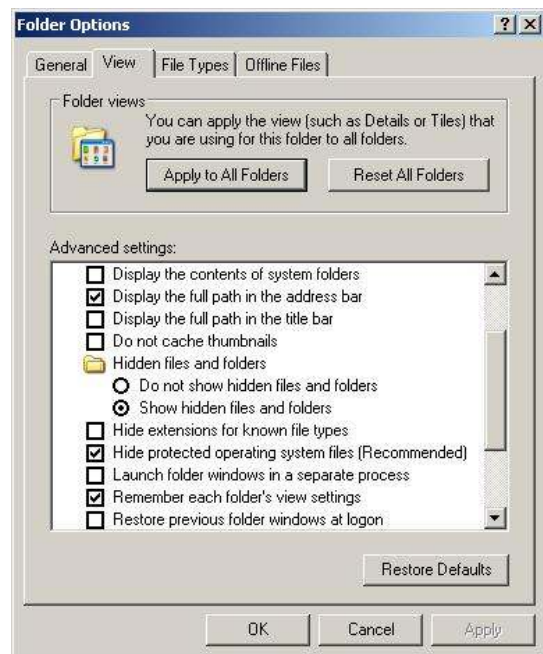 Folder Options
?
General View File Types Offline Files
Folder views
You can apply the view (such as Details or Tiles) that
you are using for this folder to all folders.
Apply to All Folders Reset All Folders
Advanced settings:
Display the contents of system folders
Display the full path in the address bar
Display the full path in the title bar
Do not cache thumbnails
Hidden files and folders
Do not show hidden files and folders
Show hidden files and folders
Hide extensions for known file types
Hide protected operating system files (Recommended)
Launch folder windows in a separate process
Remember each folder's view settings
Restore previous folder windows at logon
Restore Defaults
OK Cancel Apply